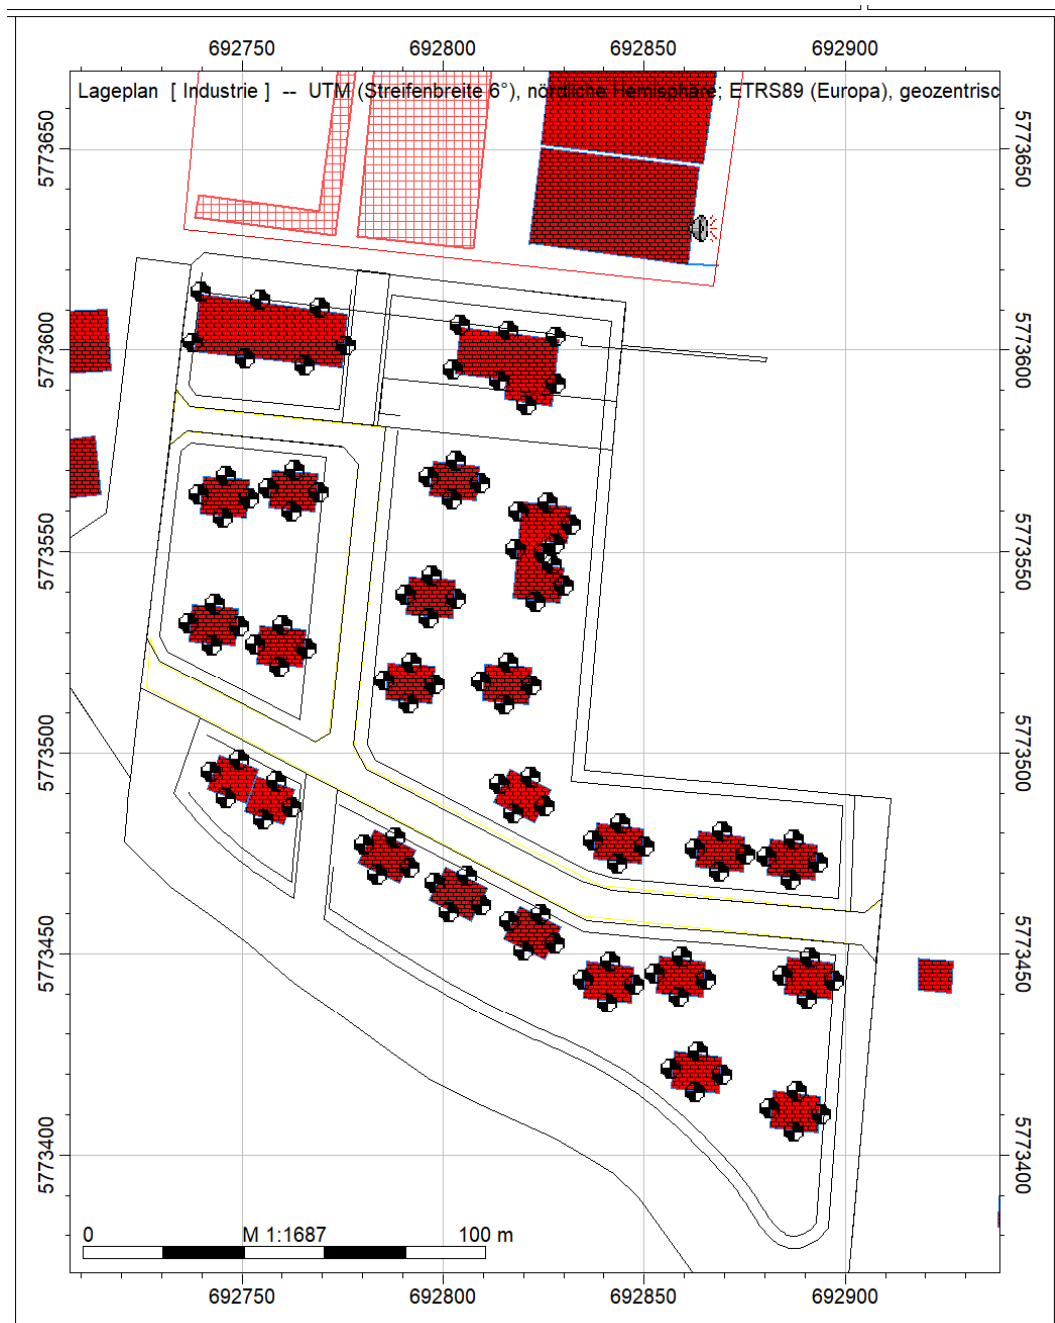 692750 692800 692850 692900
Lageplan [ Industrie ] -- UTM (Streifenbreite 6°), nördliche Hemisphäre; ETRS89 (Europa), geozentrisc
5773650 5773650
5773600 5773600
5773550 5773550
5773500 5773500
5773450 5773450
5773400 5773400
0 M 1:1687 100 m
692750 692800 692850 692900